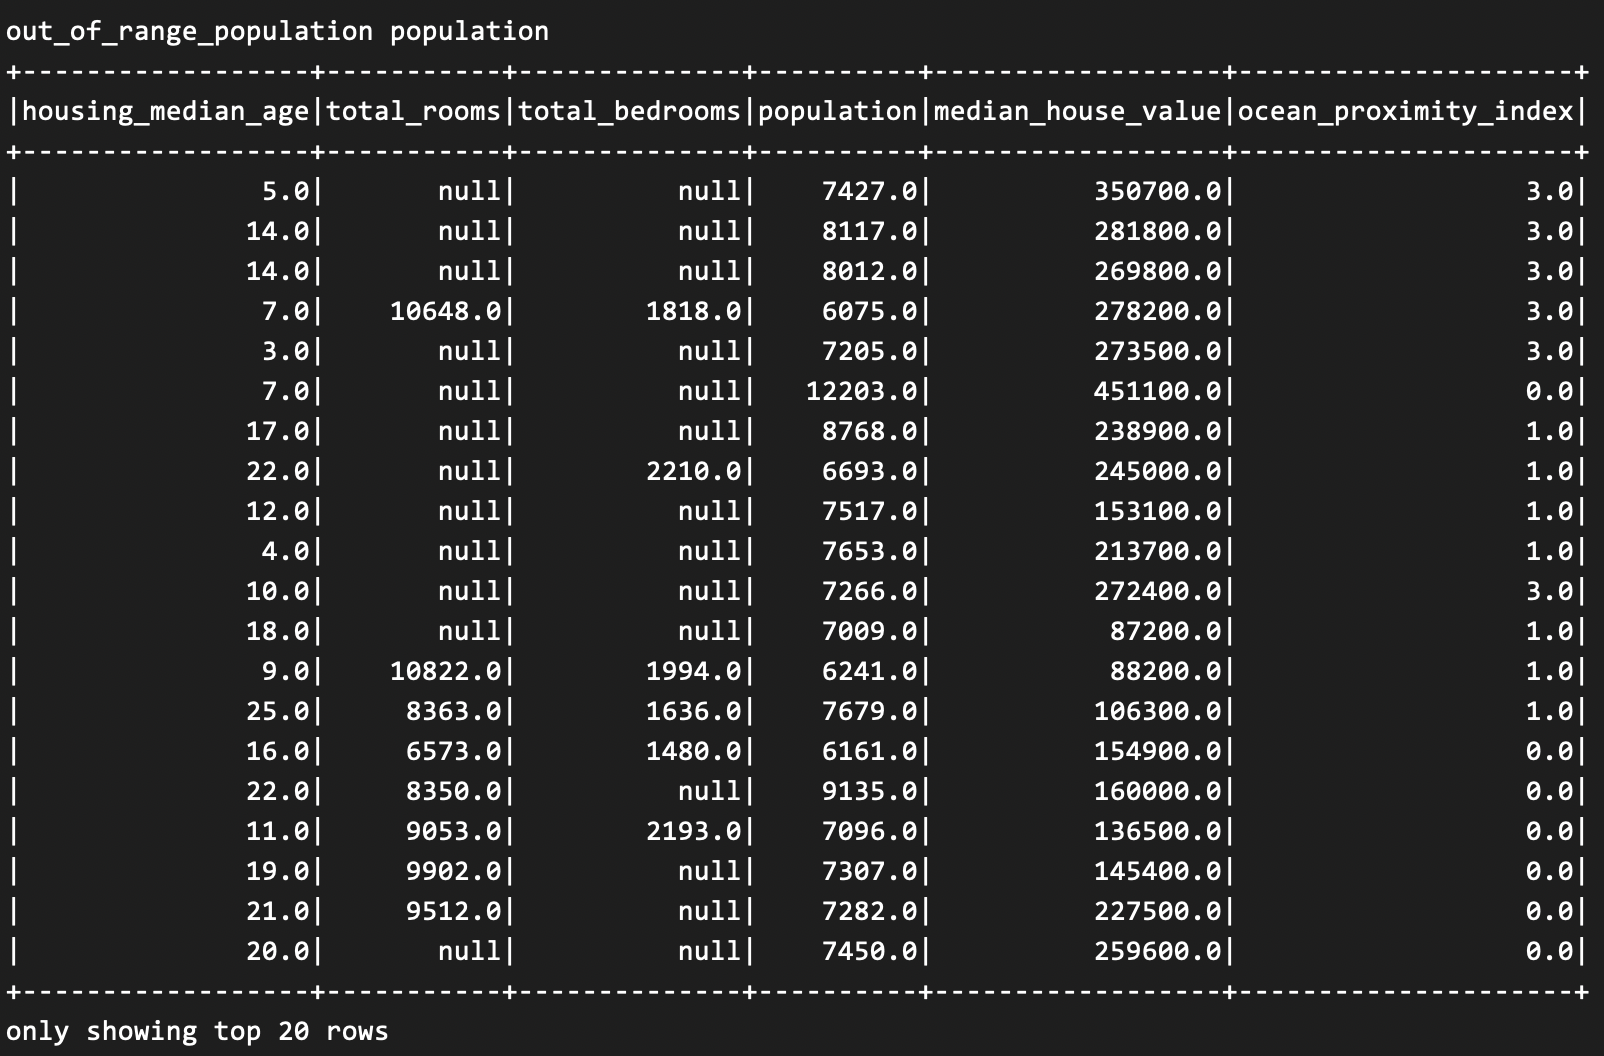 out_of_range_population population
+------------------+-----------+--------------+----------+------------------+---------------------+
|housing_median_age|total_rooms|total_bedrooms|population|median_house_value|ocean_proximity_index|
+------------------+-----------+--------------+----------+------------------+---------------------+
|               5.0|       null|          null|    7427.0|          350700.0|                  3.0|
|              14.0|       null|          null|    8117.0|          281800.0|                  3.0|
|              14.0|       null|          null|    8012.0|          269800.0|                  3.0|
|               7.0|    10648.0|        1818.0|    6075.0|          278200.0|                  3.0|
|               3.0|       null|          null|    7205.0|          273500.0|                  3.0|
|               7.0|       null|          null|   12203.0|          451100.0|                  0.0|
|              17.0|       null|          null|    8768.0|          238900.0|                  1.0|
|              22.0|       null|        2210.0|    6693.0|          245000.0|                  1.0|
|              12.0|       null|          null|    7517.0|          153100.0|                  1.0|
|               4.0|       null|          null|    7653.0|          213700.0|                  1.0|
|              10.0|       null|          null|    7266.0|          272400.0|                  3.0|
|              18.0|       null|          null|    7009.0|           87200.0|                  1.0|
|               9.0|    10822.0|        1994.0|    6241.0|           88200.0|                  1.0|
|              25.0|     8363.0|        1636.0|    7679.0|          106300.0|                  1.0|
|              16.0|     6573.0|        1480.0|    6161.0|          154900.0|                  0.0|
|              22.0|     8350.0|          null|    9135.0|          160000.0|                  0.0|
|              11.0|     9053.0|        2193.0|    7096.0|          136500.0|                  0.0|
|              19.0|     9902.0|          null|    7307.0|          145400.0|                  0.0|
|              21.0|     9512.0|          null|    7282.0|          227500.0|                  0.0|
|              20.0|       null|          null|    7450.0|          259600.0|                  0.0|
+------------------+-----------+--------------+----------+------------------+---------------------+
only showing top 20 rows